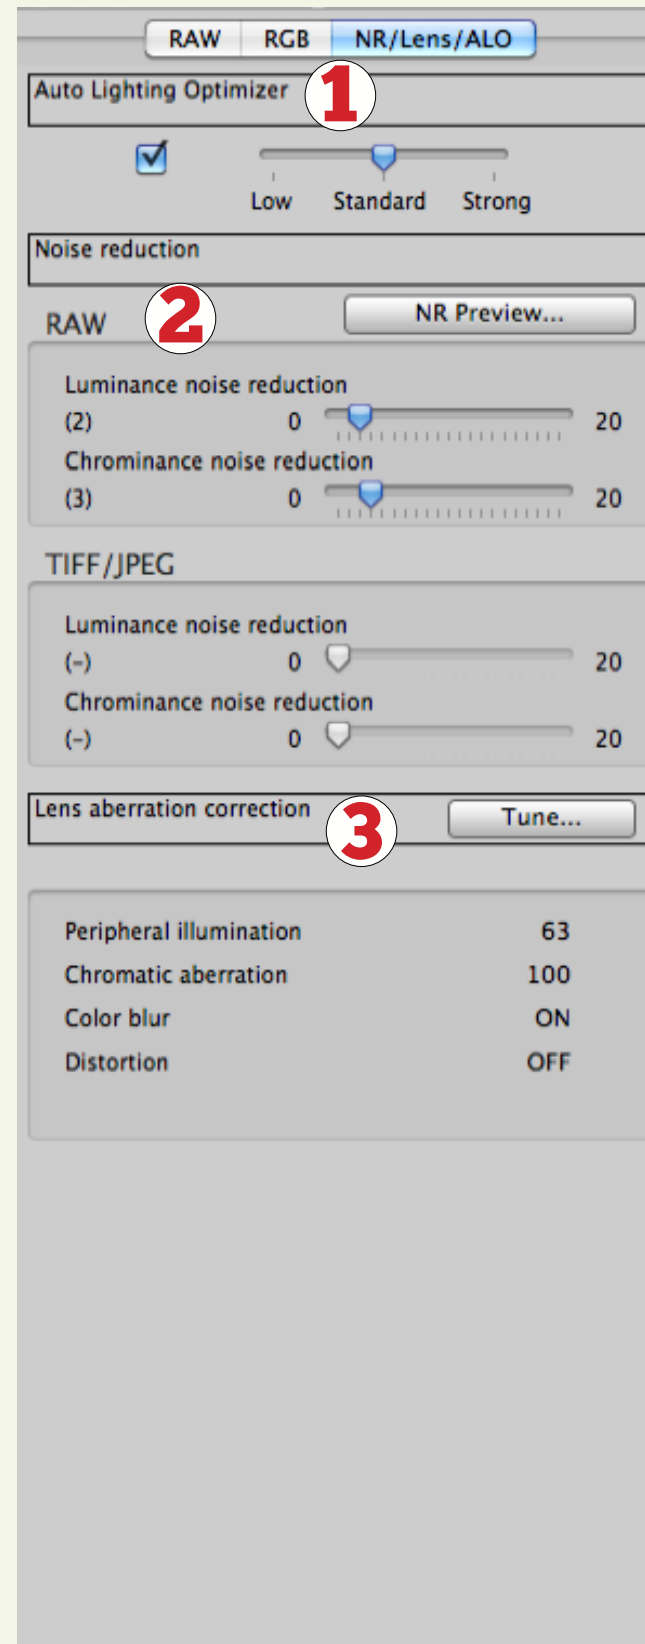 RAW RGB NR/Lens/ALO
Auto Lighting Optimizer 1
Low Standard Strong
Noise reduction
RAW 2 NR Preview...
Luminance noise reduction
(2) 0 20
Chrominance noise reduction
(3) 0 20
TIFF/JPEG
Luminance noise reduction
(-) 0 20
Chrominance noise reduction
(-) 0 20
Lens aberration correction 3 Tune...
Peripheral illumination 63
Chromatic aberration 100
Color blur ON
Distortion OFF